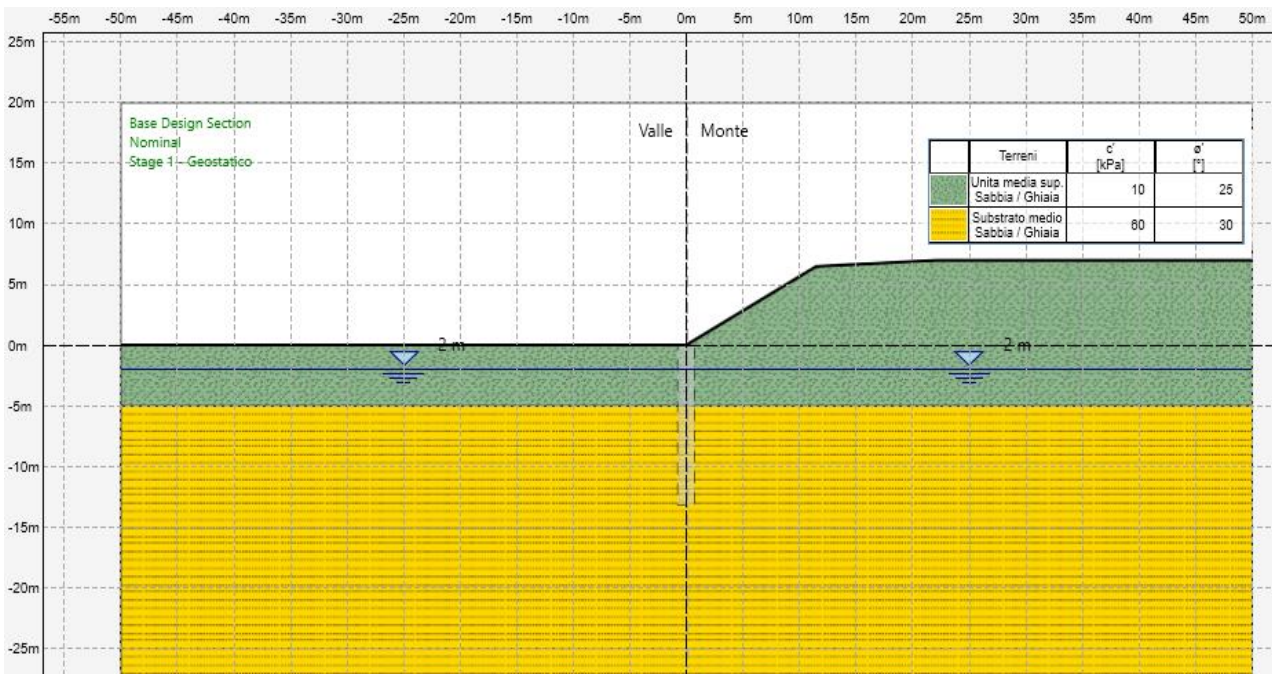 -55m -50m -45m -40m -35m -30m -25m -20m -15m -10m -5m 0m 5m 10m 15m 20m 25m 30m 35m 40m 45m 50m
25m
20m
Base Design Section
Nominal
Stage 1 - Geostatico
Valle Monte
Terreni c' [kPa] ø' [°]
Unita media sup. Sabbia / Ghiaia 10 25
Substrato medio Sabbia / Ghiaia 60 30
15m
10m
5m
0m
-2 m -2 m
-5m
-10m
-15m
-20m
-25m